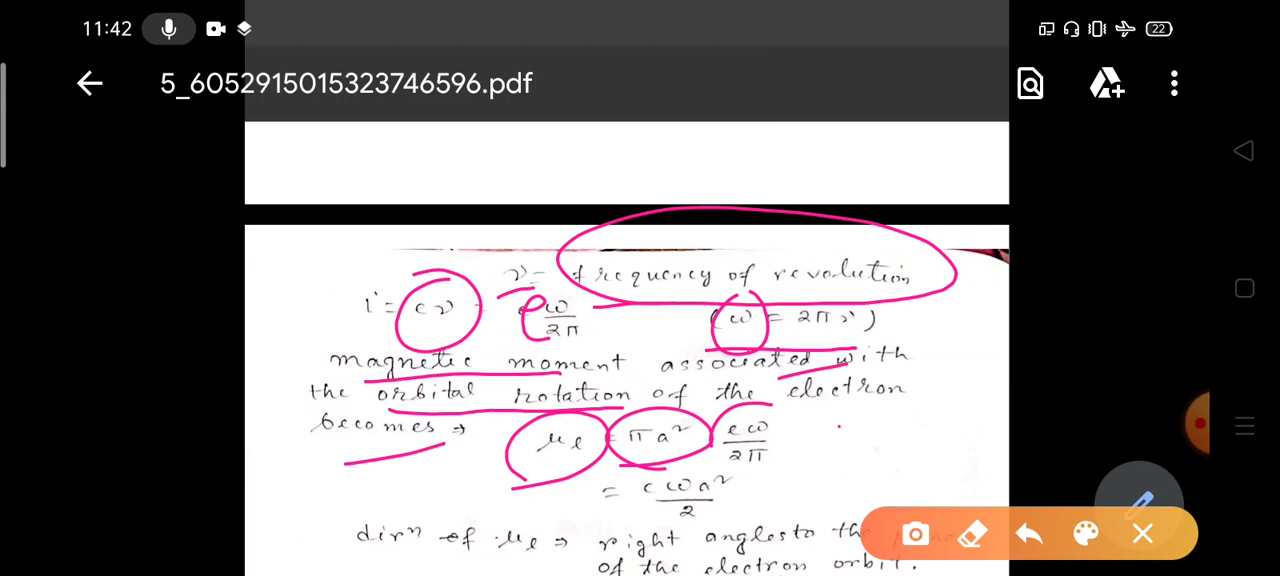 11:42 22
5_6052915015323746596.pdf
ν = frequency of revolution
i = eν = eω/2π (ω = 2πν)
magnetic moment associated with
the orbital rotation of the electron
becomes ⇒
μℓ = πa² eω/2π
= eωa²/2
dirn of μℓ ⇒ right angles to the
of the electron orbit.